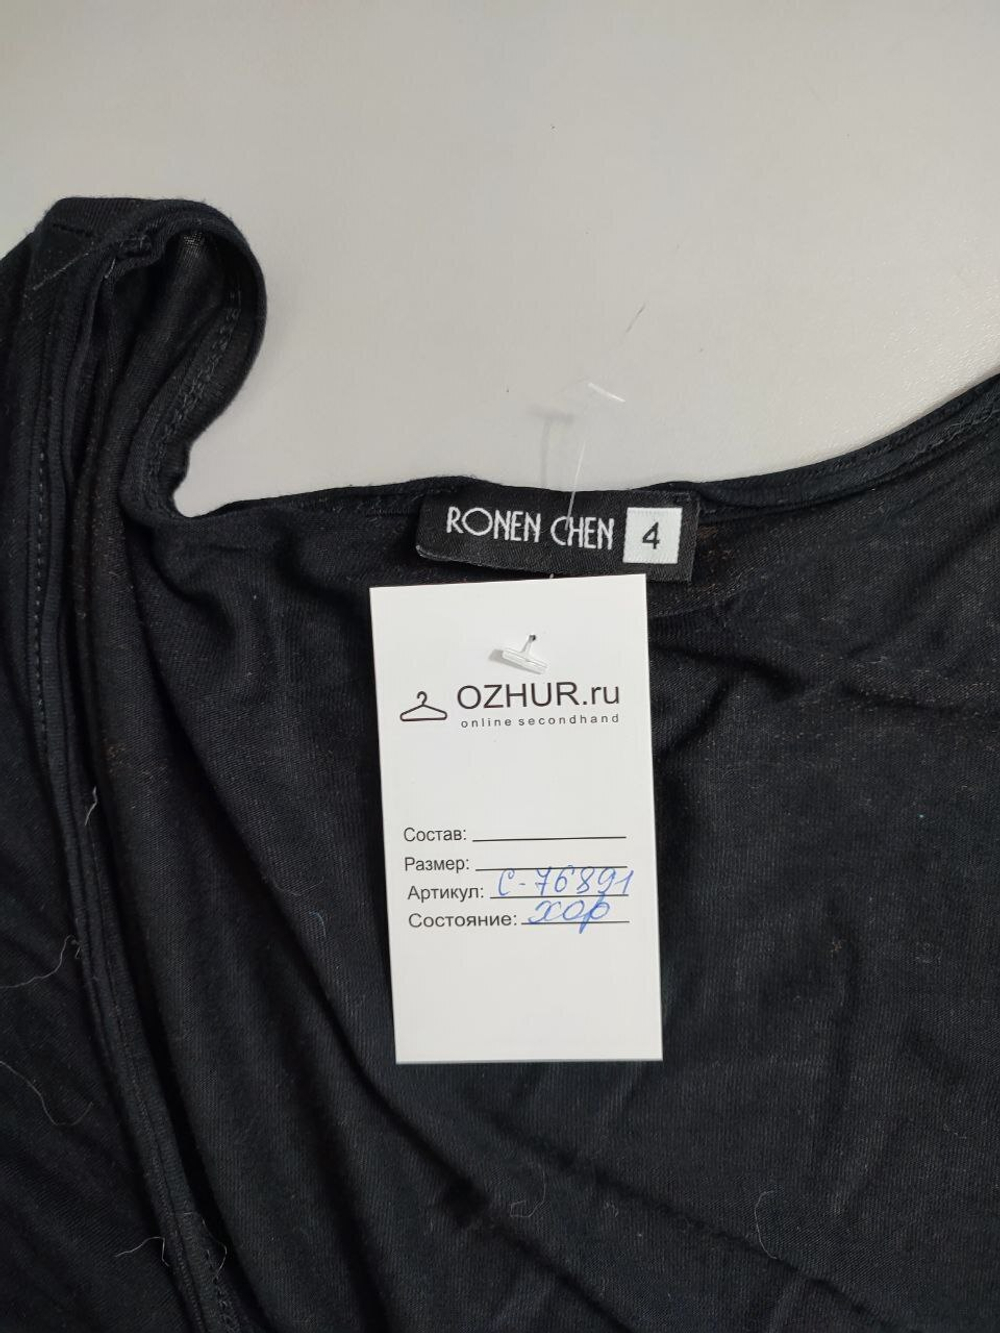 RONEN CHEN 4
OZHUR.ru
online secondhand
Состав:
Размер:
Артикул: С-76891
Состояние: хор